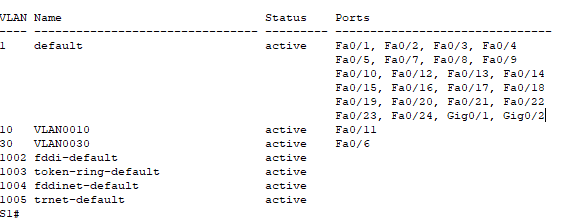 VLAN Name                             Status    Ports
---- -------------------------------- --------- -------------------------------
1    default                          active    Fa0/1, Fa0/2, Fa0/3, Fa0/4
                                                Fa0/5, Fa0/7, Fa0/8, Fa0/9
                                                Fa0/10, Fa0/12, Fa0/13, Fa0/14
                                                Fa0/15, Fa0/16, Fa0/17, Fa0/18
                                                Fa0/19, Fa0/20, Fa0/21, Fa0/22
                                                Fa0/23, Fa0/24, Gig0/1, Gig0/2
10   VLAN0010                         active    Fa0/11
30   VLAN0030                         active    Fa0/6
1002 fddi-default                     active
1003 token-ring-default               active
1004 fddinet-default                  active
1005 trnet-default                    active
S1#